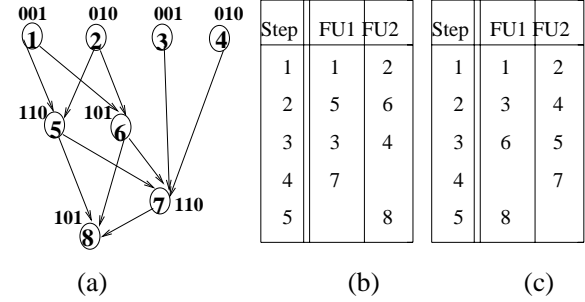 001 010 001 010
1 2 3 4
110 5 101 6
7 110
101 8
(a)
Step FU1 FU2
1 1 2
2 5 6
3 3 4
4 7
5 8
(b)
Step FU1 FU2
1 1 2
2 3 4
3 6 5
4 7
5 8
(c)